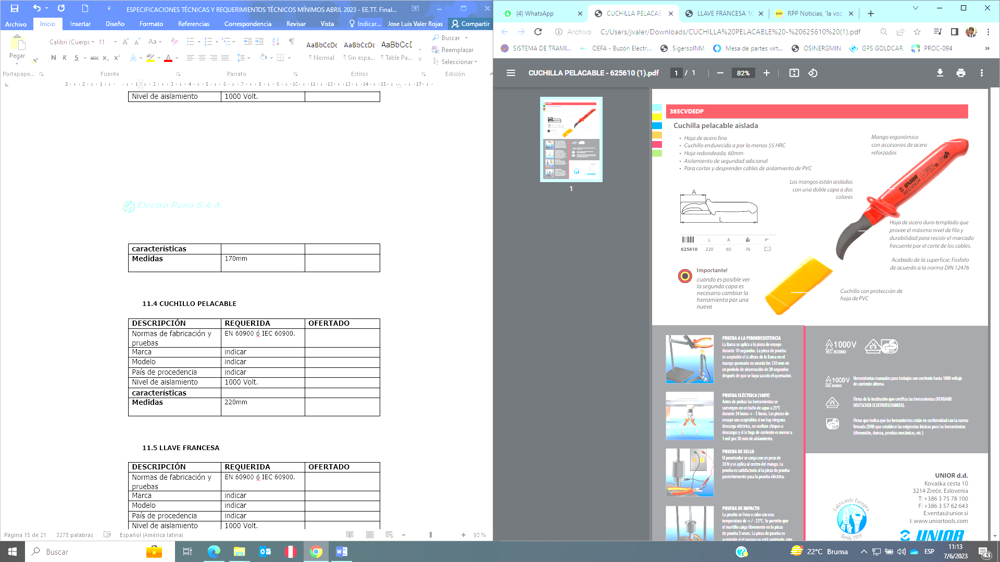 ESPECIFICACIONES TÉCNICAS Y REQUERIMIENTOS TÉCNICOS MÍNIMOS ABRIL 2023 - EE.TT. Final...
Archivo Inicio Insertar Diseño Formato Referencias Correspondencia Revisar Vista Indicar... Jose Luis Valer Rojas Compartir
Pegar
Calibri (Cuerpo 11
Aa
N K S abc x₂ x²
AaBbCcDc AaBbCcDc AaBbCcD
¶ Normal ¶ Sin espa... ¶ Table Pa...
Buscar
Reemplazar
Seleccionar
Portapape... Fuente Párrafo Estilos Edición
3 2 1 1 2 3 4 5 6 7 8 9 10 11 12 13 14 15 17
Nivel de aislamiento 1000 Volt.
Electro Puno S.A.A.
características
Medidas 170mm
11.4 CUCHILLO PELACABLE
DESCRIPCIÓN REQUERIDA OFERTADO
Normas de fabricación y pruebas EN 60900 ó IEC 60900.
Marca indicar
Modelo indicar
País de procedencia indicar
Nivel de aislamiento 1000 Volt.
características
Medidas 220mm
11.5 LLAVE FRANCESA
DESCRIPCIÓN REQUERIDA OFERTADO
Normas de fabricación y pruebas EN 60900 ó IEC 60900.
Marca indicar
Modelo indicar
País de procedencia indicar
Nivel de aislamiento 1000 Volt.
Página 15 de 21 3278 palabras Español (América latina) 90 %
(4) WhatsApp CUCHILLA PELACAB LLAVE FRANCESA 10 RPP Noticias, 'la voz
Archivo C:/Users/jvaler/Downloads/CUCHILLA%20PELACABLE%20-%20625610%20(1).pdf
SISTEMA DE TRAMI... OEFA - Buzón Electr... SigersolNM Mesa de partes virt... OSINERGMIN GPS GOLDCAR PROC-094 »
CUCHILLA PELACABLE - 625610 (1).pdf 1 / 1 82%
1
385CVDEDP
Cuchilla pelacable aislada
• Hoja de acero fino
• Cuchillo endurecido a por lo menos 55 HRC
• Hoja redondeada, 60mm
• Aislamiento de seguridad adicional
• Para cortar y desprender cables de aislamiento de PVC
Mango ergonómico
con accesorios de acero
reforzados
Los mangos están aislados
con una doble capa a dos
colores
UNIOR
385CVDEDP
1000V
A
L
L A
625610 220 60 76
Hoja de acero duro templado que
provee el máximo nivel de filo y
durabilidad para resistir el marcado
frecuente por el corte de los cables.
Acabado de la superficie: Fosfato
de acuerdo a la norma DIN 12476
Importante!
cuando es posible ver
la segunda capa es
necesario cambiar la
herramienta por una
nueva
Cuchillo con protección de
hoja de PVC
PRUEBA A LA PIRORRESISTENCIA
La llama se aplica a la pieza de ensayo
durante 10 segundos. La pieza de prueba
es aceptable si la altura de la llama en el
mango quemado no exceda los 120 mm en
un período de observación de 20 segundos
después de que se haya sacado el quemador.
PRUEBA ELÉCTRICA (10KV)
Antes de probar las herramientas se
sumergen en un baño de agua a 23°C
durante 24 horas + - 5 horas. Las piezas de
ensayo son aceptables si no hay ninguna
descarga eléctrica, no sueltan chispas o
descargas y si la fuga de corriente es menor a
1 mA por 20 mm de aislamiento.
PRUEBA DE SELLO
El penetrador se carga con un peso de
20 N y se aplica al centro del mango. La
prueba es satisfactoria si la pieza de prueba
posteriormente pasa la prueba eléctrica.
PRUEBA DE IMPACTO
La prueba se lleva a cabo con una
temperatura de + / - 23°C. Se permite que
el martillo caiga libremente en la pieza
de prueba 3 veces. La pieza de prueba es
aceptable si el mango no está agrietado, roto
1000 V
IEC 60900
1000V
IEC 60900
Herramientas manuales para trabajos con corriente hasta 1000 voltaje
de corriente alterna
Firma de la institución que certifica las herramientas (VERBAND
DEUTSCHER ELEKTROTECHNIKER).
Firma que indica que las herramientas están en conformidad con la norma
firmada (DIN) que establece las exigencias básicas para las herramientas
(dimensión, dureza, pruebas mecánicas, etc.)
UNIOR d.d.
Kovaška cesta 10
3214 Zreče, Eslovenia
T: +386 3 75 78 100
F: +386 3 57 62 643
E:ventas@unior.si
I: www.uniortools.com
Fabricante Europea
Desde 1919
UNIOR
Buscar
22°C Bruma
ESP
11:13
7/6/2023
43